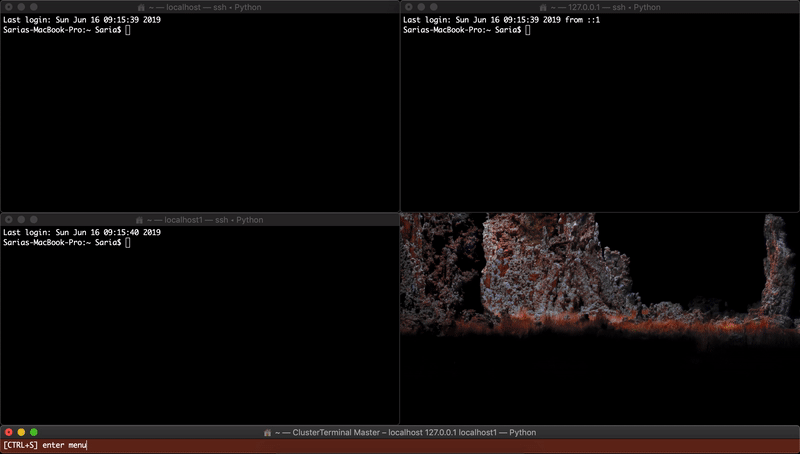 ~ — localhost — ssh • Python
Last login: Sun Jun 16 09:15:39 2019
Sarias-MacBook-Pro:~ Saria$
~ — 127.0.0.1 — ssh • Python
Last login: Sun Jun 16 09:15:39 2019 from ::1
Sarias-MacBook-Pro:~ Saria$
~ — localhost1 — ssh • Python
Last login: Sun Jun 16 09:15:40 2019
Sarias-MacBook-Pro:~ Saria$
~ — ClusterTerminal Master – localhost 127.0.0.1 localhost1 — Python
[CTRL+S] enter menu